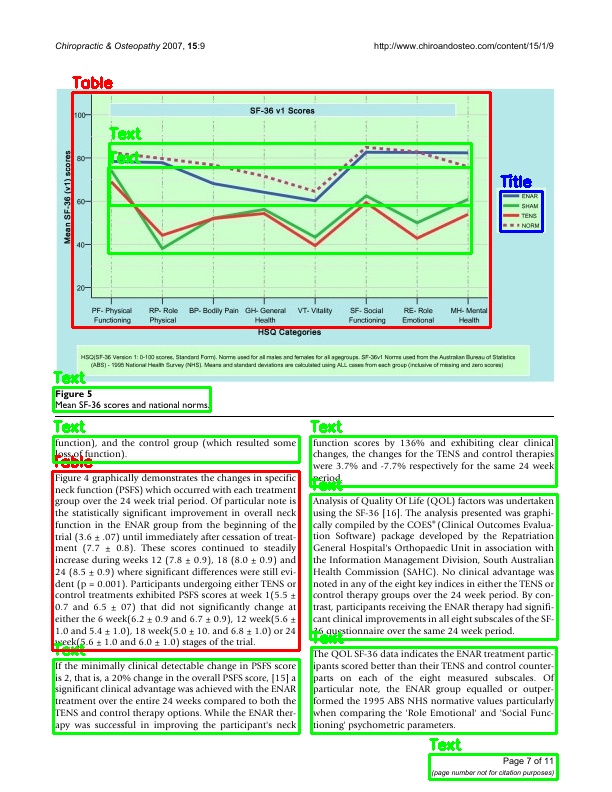 Chiropractic & Osteopathy 2007, 15:9
http://www.chiroandosteo.com/content/15/1/9
Table
SF-36 v1 Scores
Text
Text
Title
100
80
60
40
20
Mean SF-36 (v1) scores
ENAR
SHAM
TENS
NORM
PF- Physical Functioning
RP- Role Physical
BP- Bodily Pain
GH- General Health
VT- Vitality
SF- Social Functioning
RE- Role Emotional
MH- Mental Health
HSQ Categories
HSQ(SF-36 Version 1: 0-100 scores, Standard Form). Norms used for all males and females for all agegroups. SF-36v1 Norms used from the Australian Bureau of Statistics
(ABS) - 1995 National Health Survey (NHS). Means and standard deviations are calculated using ALL cases from each group (inclusive of missing and zero scores)
Text
Figure 5
Mean SF-36 scores and national norms.
Text
function), and the control group (which resulted some
loss of function).
Table
Figure 4 graphically demonstrates the changes in specific
neck function (PSFS) which occurred with each treatment
group over the 24 week trial period. Of particular note is
the statistically significant improvement in overall neck
function in the ENAR group from the beginning of the
trial (3.6 ± .07) until immediately after cessation of treat-
ment (7.7 ± 0.8). These scores continued to steadily
increase during weeks 12 (7.8 ± 0.9), 18 (8.0 ± 0.9) and
24 (8.5 ± 0.9) where significant differences were still evi-
dent (p = 0.001). Participants undergoing either TENS or
control treatments exhibited PSFS scores at week 1(5.5 ±
0.7 and 6.5 ± 07) that did not significantly change at
either the 6 week(6.2 ± 0.9 and 6.7 ± 0.9), 12 week(5.6 ±
1.0 and 5.4 ± 1.0), 18 week(5.0 ± 10. and 6.8 ± 1.0) or 24
week(5.6 ± 1.0 and 6.0 ± 1.0) stages of the trial.
Text
If the minimally clinical detectable change in PSFS score
is 2, that is, a 20% change in the overall PSFS score, [15] a
significant clinical advantage was achieved with the ENAR
treatment over the entire 24 weeks compared to both the
TENS and control therapy options. While the ENAR ther-
apy was successful in improving the participant's neck
Text
function scores by 136% and exhibiting clear clinical
changes, the changes for the TENS and control therapies
were 3.7% and -7.7% respectively for the same 24 week
period.
Text
Analysis of Quality Of Life (QOL) factors was undertaken
using the SF-36 [16]. The analysis presented was graphi-
cally compiled by the COES® (Clinical Outcomes Evalua-
tion Software) package developed by the Repatriation
General Hospital's Orthopaedic Unit in association with
the Information Management Division, South Australian
Health Commission (SAHC). No clinical advantage was
noted in any of the eight key indices in either the TENS or
control therapy groups over the 24 week period. By con-
trast, participants receiving the ENAR therapy had signifi-
cant clinical improvements in all eight subscales of the SF-
36 questionnaire over the same 24 week period.
Text
The QOL SF-36 data indicates the ENAR treatment partic-
ipants scored better than their TENS and control counter-
parts on each of the eight measured subscales. Of
particular note, the ENAR group equalled or outper-
formed the 1995 ABS NHS normative values particularly
when comparing the 'Role Emotional' and 'Social Func-
tioning' psychometric parameters.
Text
Page 7 of 11
(page number not for citation purposes)